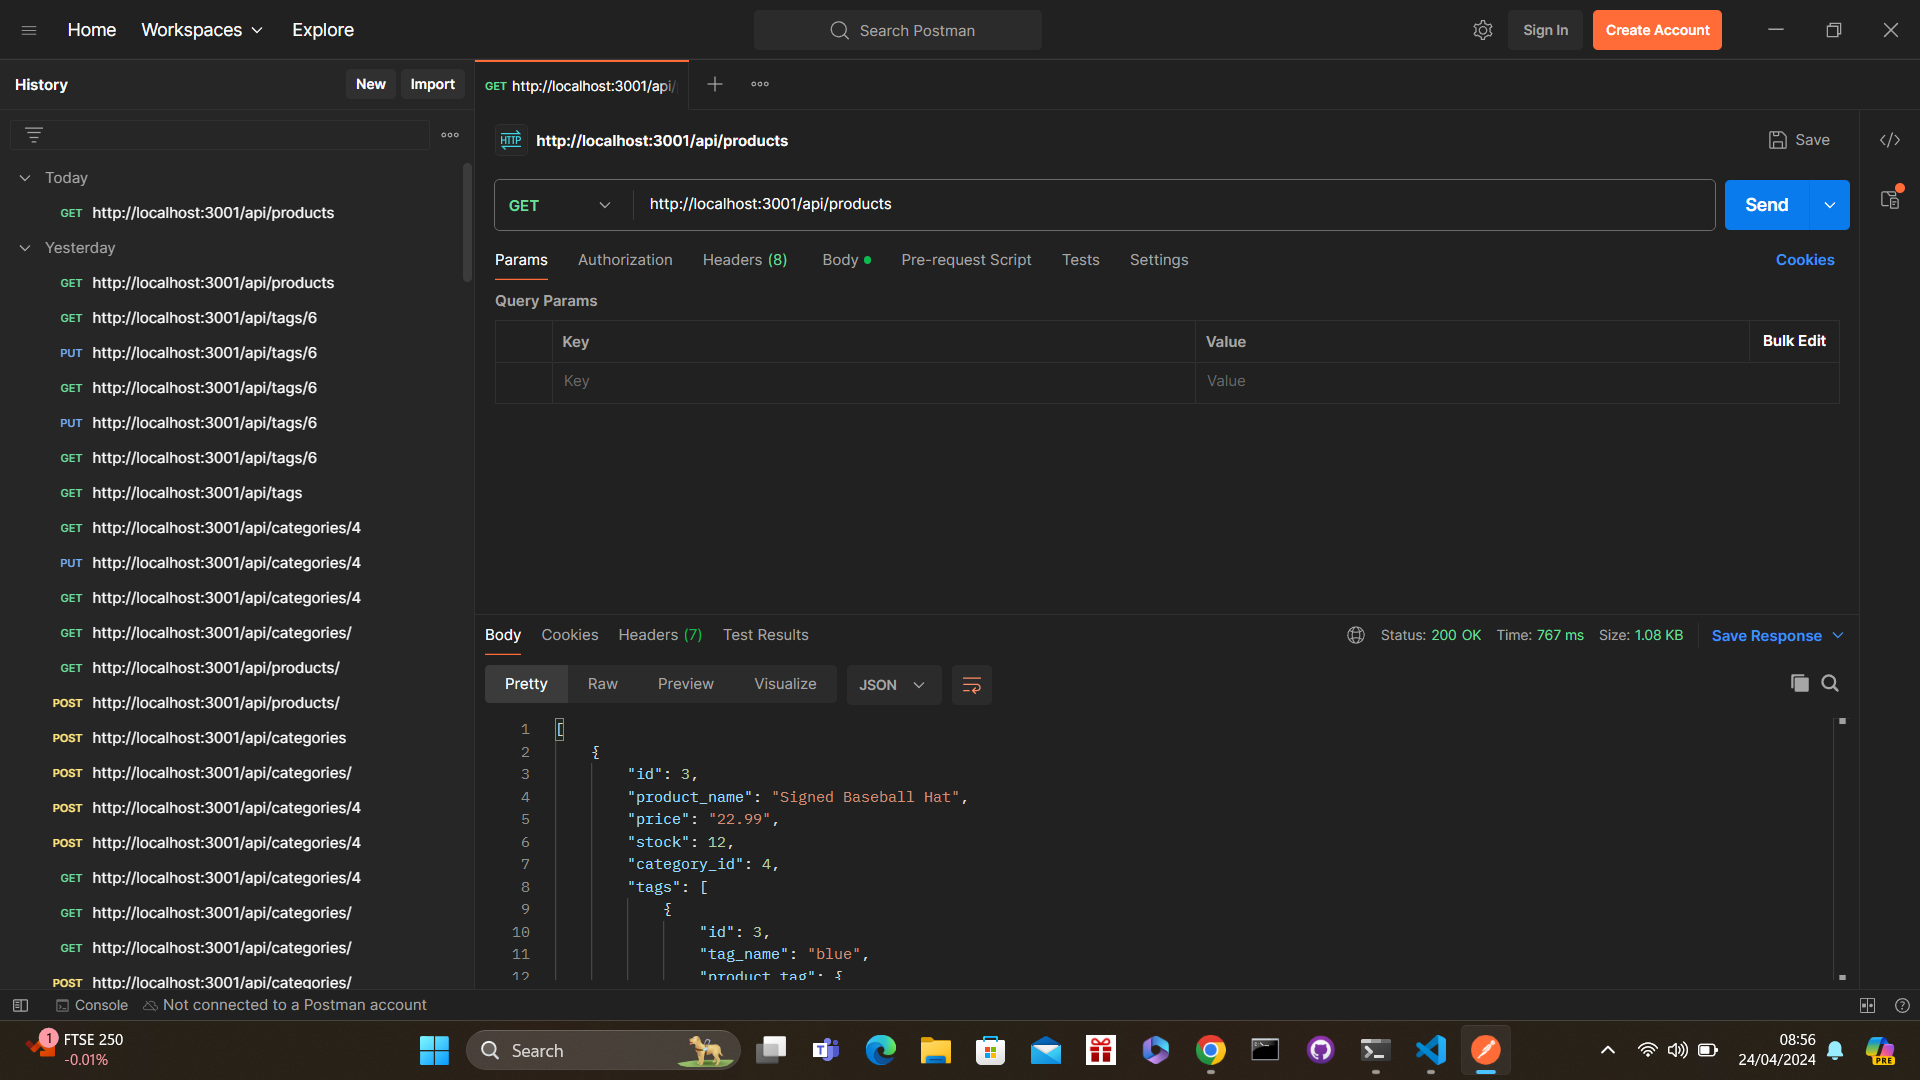 Home Workspaces Explore
Search Postman
Sign In Create Account
History New Import
GET http://localhost:3001/api/
HTTP http://localhost:3001/api/products
Save
Today
GET http://localhost:3001/api/products
Yesterday
GET http://localhost:3001/api/products
GET http://localhost:3001/api/tags/6
PUT http://localhost:3001/api/tags/6
GET http://localhost:3001/api/tags/6
PUT http://localhost:3001/api/tags/6
GET http://localhost:3001/api/tags/6
GET http://localhost:3001/api/tags
GET http://localhost:3001/api/categories/4
PUT http://localhost:3001/api/categories/4
GET http://localhost:3001/api/categories/4
GET http://localhost:3001/api/categories/
GET http://localhost:3001/api/products/
POST http://localhost:3001/api/products/
POST http://localhost:3001/api/categories
POST http://localhost:3001/api/categories/
POST http://localhost:3001/api/categories/4
POST http://localhost:3001/api/categories/4
GET http://localhost:3001/api/categories/4
GET http://localhost:3001/api/categories/
GET http://localhost:3001/api/categories/
POST http://localhost:3001/api/categories/
GET http://localhost:3001/api/products Send
Params Authorization Headers (8) Body Pre-request Script Tests Settings Cookies
Query Params
Key Value Bulk Edit
Key Value
Body Cookies Headers (7) Test Results
Status: 200 OK Time: 767 ms Size: 1.08 KB Save Response
Pretty Raw Preview Visualize JSON
1 [
2 {
3 "id": 3,
4 "product_name": "Signed Baseball Hat",
5 "price": "22.99",
6 "stock": 12,
7 "category_id": 4,
8 "tags": [
9 {
10 "id": 3,
11 "tag_name": "blue",
12 "product_tag": {
Console Not connected to a Postman account
1 FTSE 250
-0.01%
Search
08:56
24/04/2024
PRE